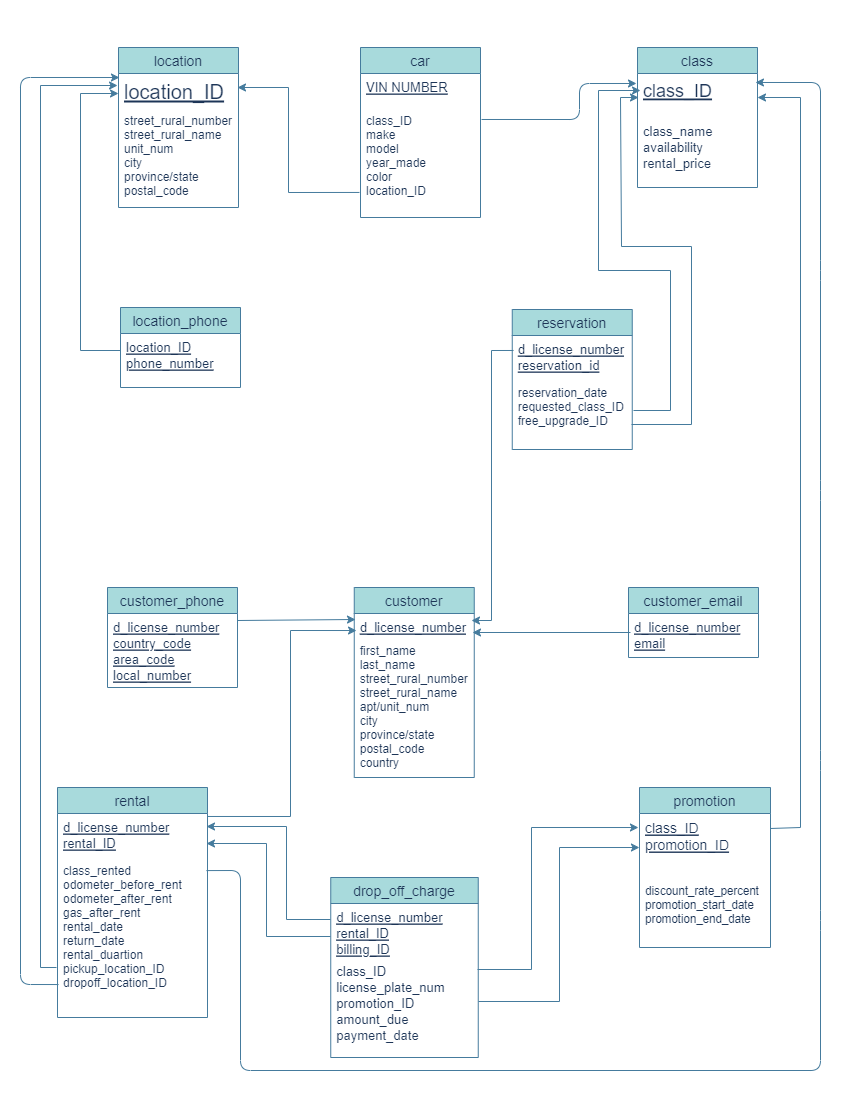 location
location_ID
street_rural_number
street_rural_name
unit_num
city
province/state
postal_code
car
VIN NUMBER
class_ID
make
model
year_made
color
location_ID
class
class_ID
class_name
availability
rental_price
location_phone
location_ID
phone_number
reservation
d_license_number
reservation_id
reservation_date
requested_class_ID
free_upgrade_ID
customer_phone
d_license_number
country_code
area_code
local_number
customer
d_license_number
first_name
last_name
street_rural_number
street_rural_name
apt/unit_num
city
province/state
postal_code
country
customer_email
d_license_number
email
rental
d_license_number
rental_ID
class_rented
odometer_before_rent
odometer_after_rent
gas_after_rent
rental_date
return_date
rental_duartion
pickup_location_ID
dropoff_location_ID
drop_off_charge
d_license_number
rental_ID
billing_ID
class_ID
license_plate_num
promotion_ID
amount_due
payment_date
promotion
class_ID
promotion_ID
discount_rate_percent
promotion_start_date
promotion_end_date